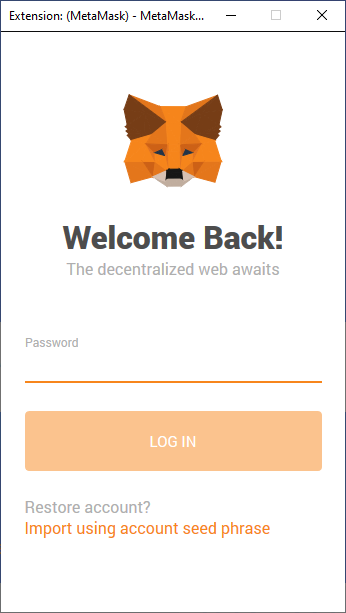 Extension: (MetaMask) - MetaMask...
Welcome Back!
The decentralized web awaits
Password
LOG IN
Restore account?
Import using account seed phrase